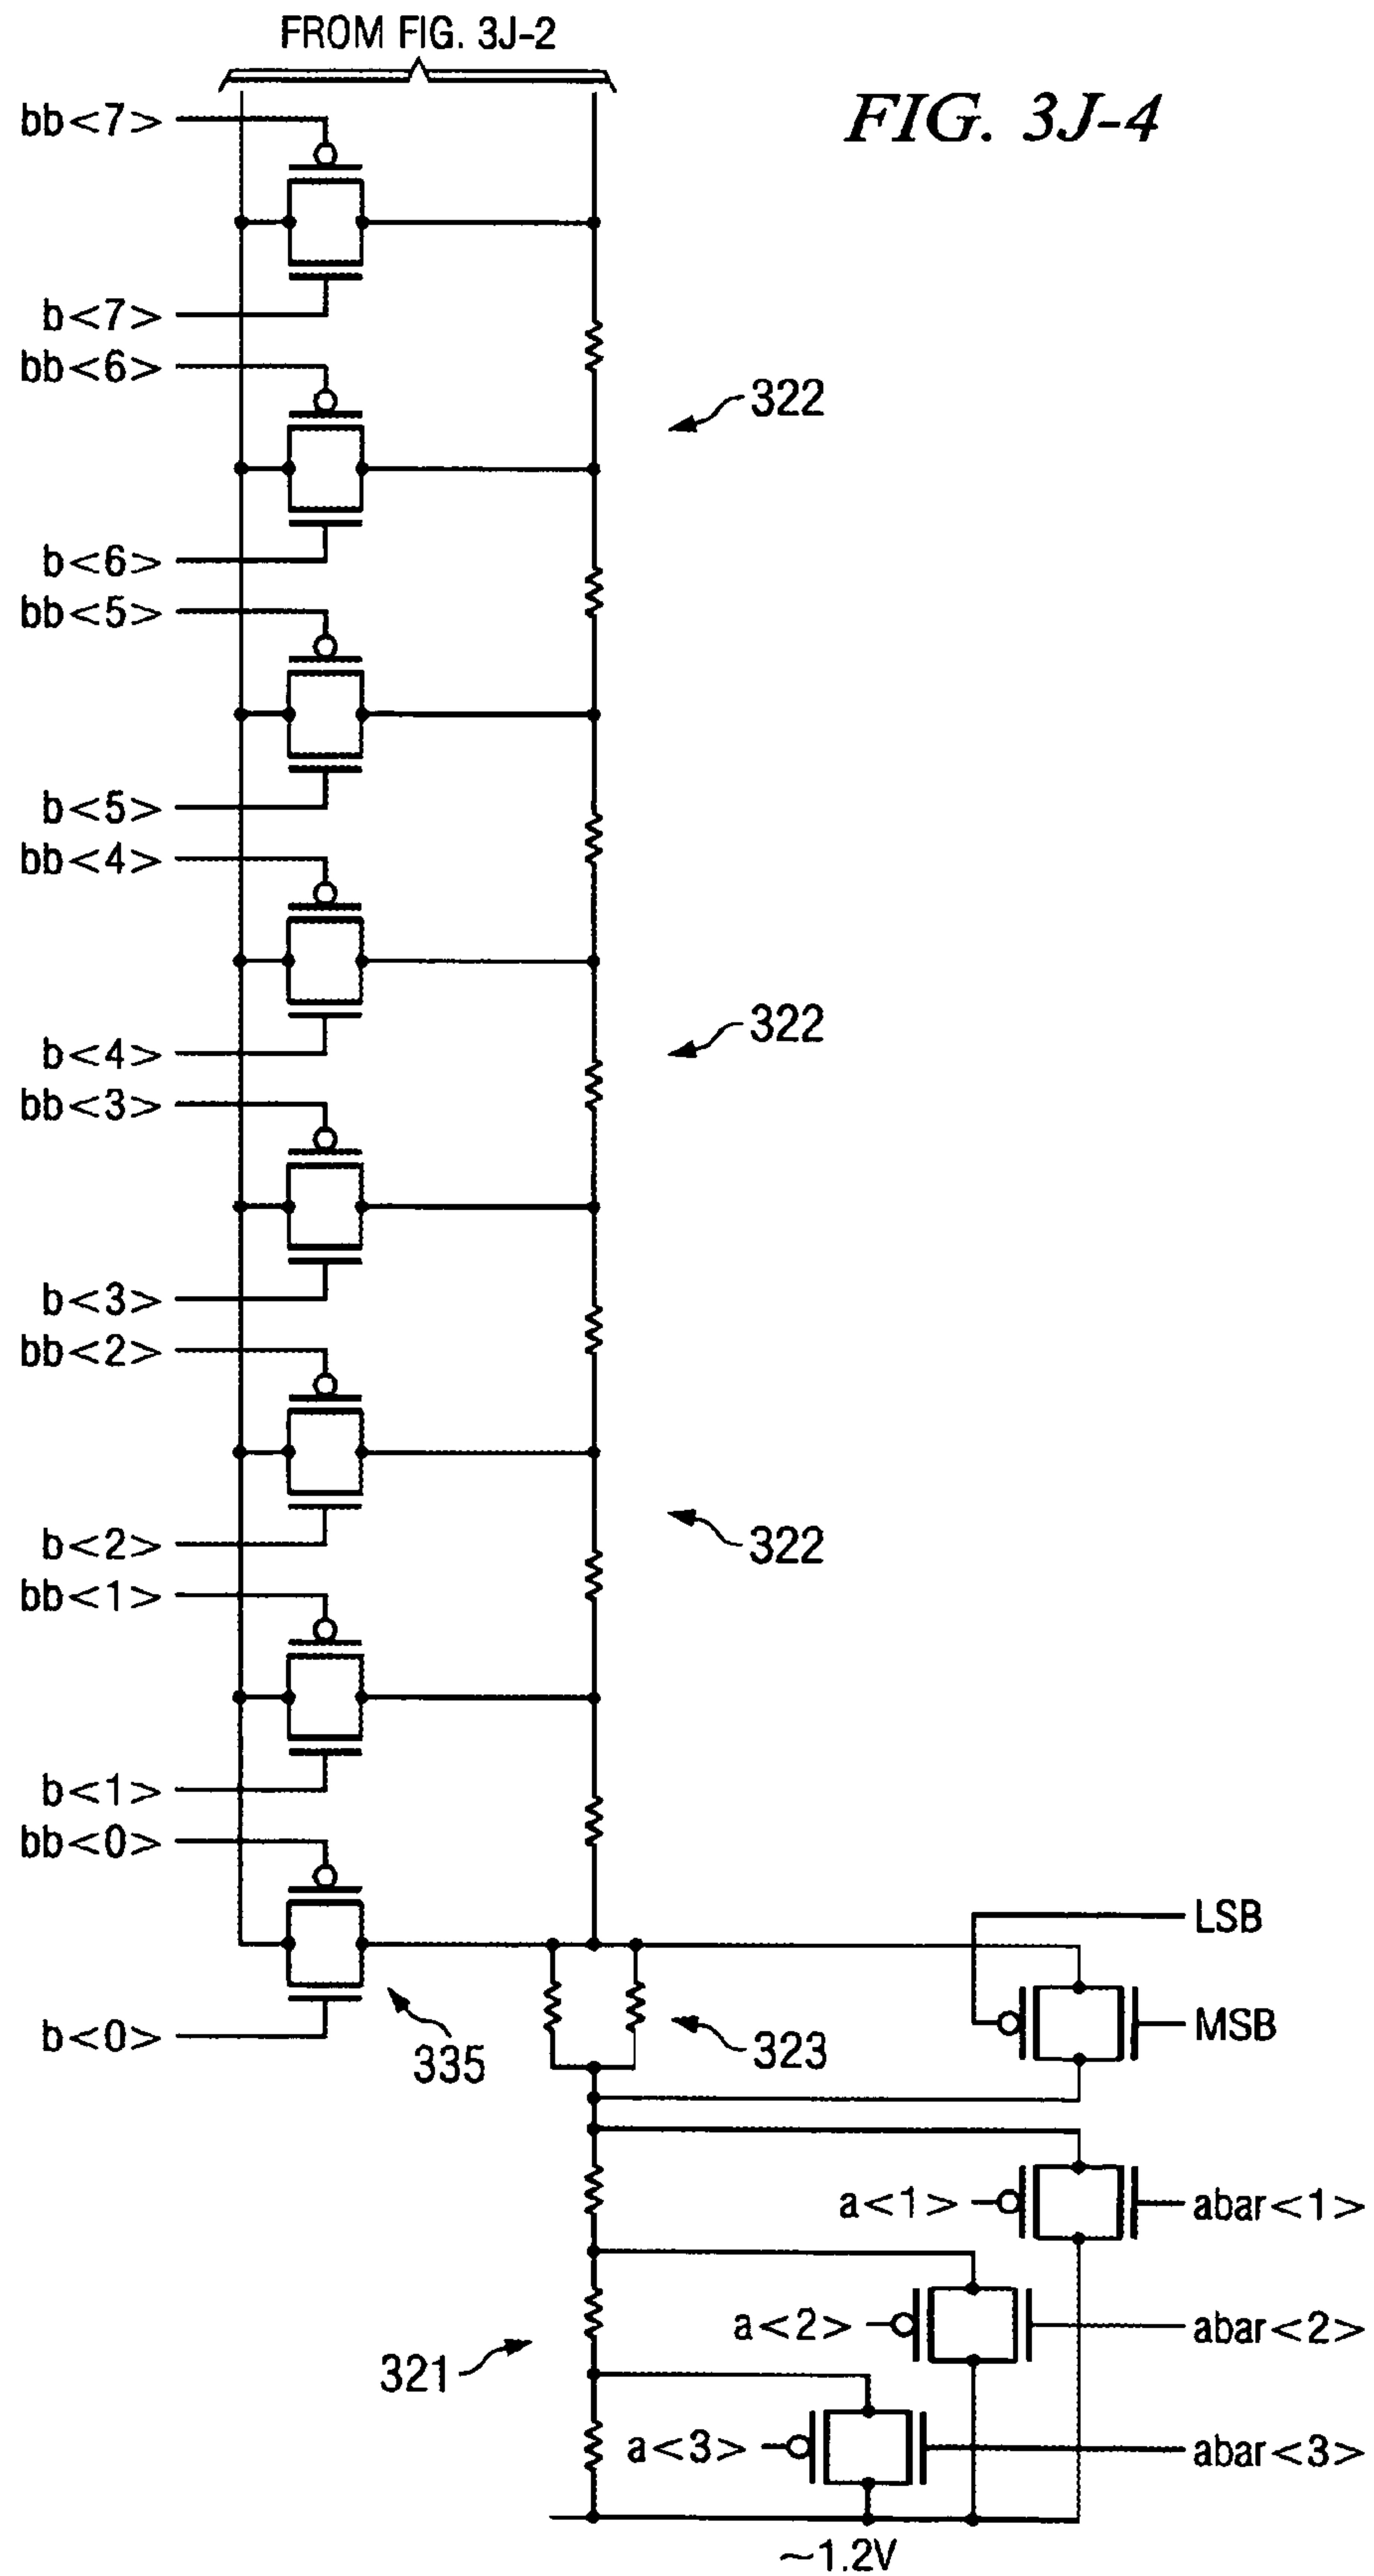 FROM FIG. 3J-2
FIG. 3J-4
bb<7>
b<7>
bb<6>
322
b<6>
bb<5>
b<5>
bb<4>
322
b<4>
bb<3>
b<3>
bb<2>
322
b<2>
bb<1>
b<1>
bb<0>
LSB
MSB
b<0>
335
323
a<1>
abar<1>
a<2>
abar<2>
321
a<3>
abar<3>
~1.2V